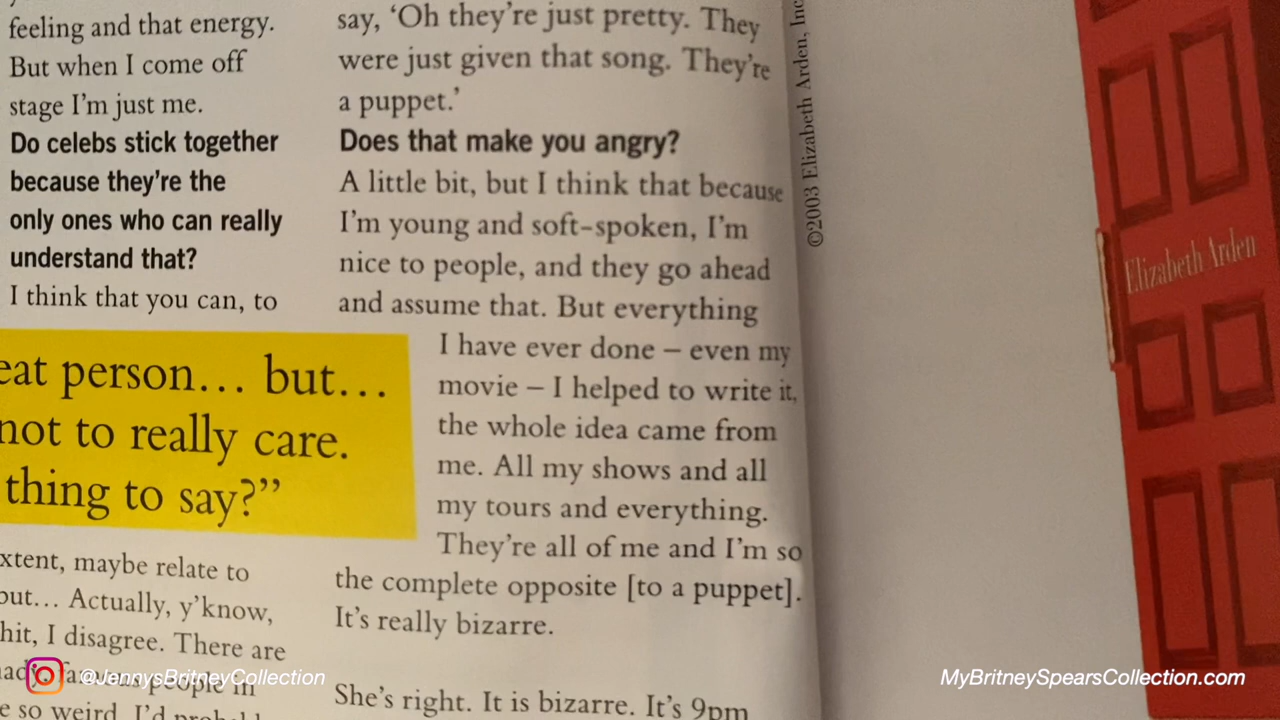 feeling and that energy.
But when I come off
stage I'm just me.
Do celebs stick together
because they're the
only ones who can really
understand that?
I think that you can, to
eat person… but…
not to really care.
thing to say?”
xtent, maybe relate to
out… Actually, y'know,
hit, I disagree. There are
people in
e so weird. I'd
say, ‘Oh they're just pretty. They
were just given that song. They're
a puppet.’
Does that make you angry?
A little bit, but I think that because
I'm young and soft-spoken, I'm
nice to people, and they go ahead
and assume that. But everything
I have ever done – even my
movie – I helped to write it,
the whole idea came from
me. All my shows and all
my tours and everything.
They're all of me and I'm so
the complete opposite [to a puppet].
It's really bizarre.
She's right. It is bizarre. It's 9pm
©2003 Elizabeth Arden, Inc
Elizabeth Arden
@JennysBritneyCollection
MyBritneySpearsCollection.com